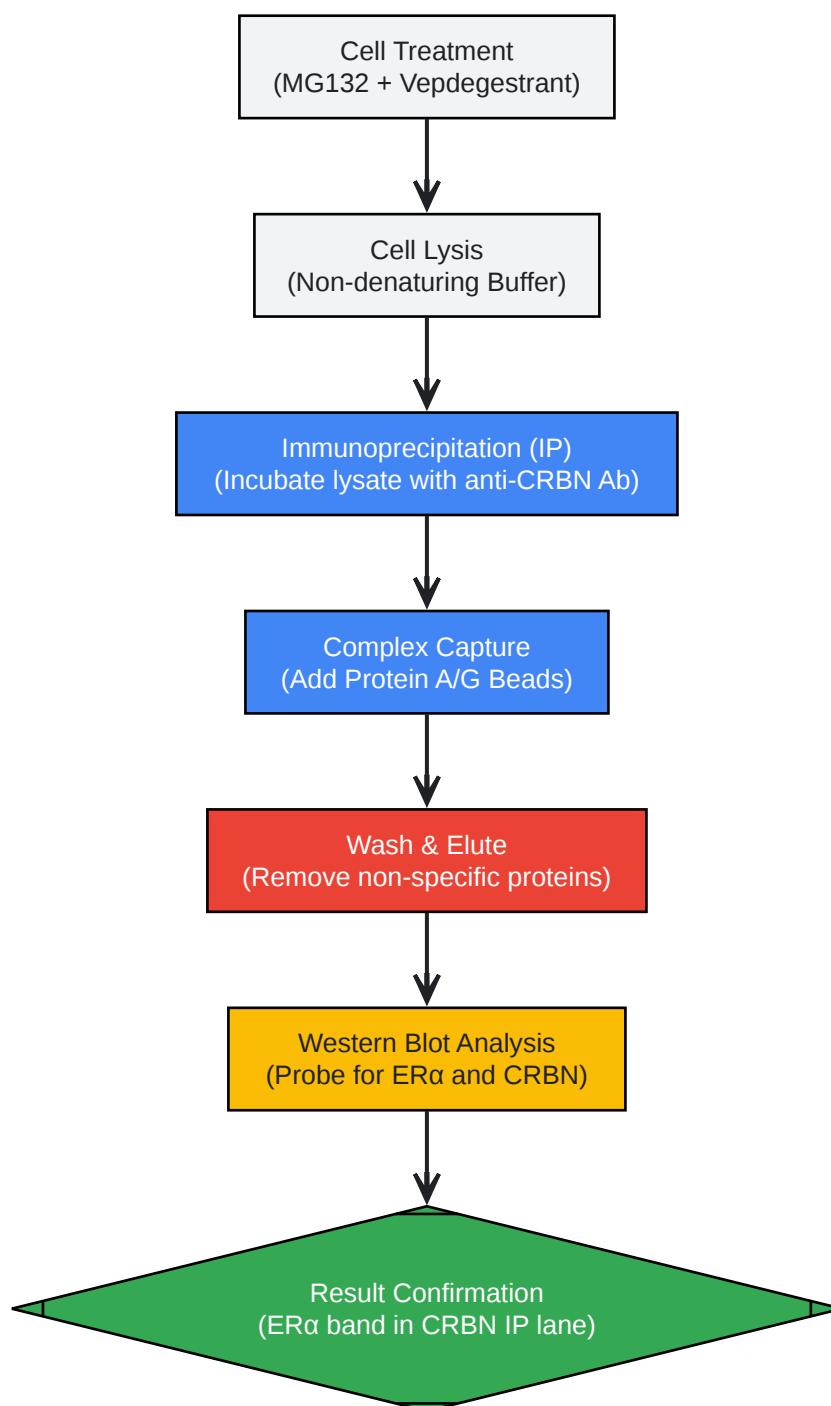 Cell Treatment
(MG132 + Vepdegestrant)
Cell Lysis
(Non-denaturing Buffer)
Immunoprecipitation (IP)
(Incubate lysate with anti-CRBN Ab)
Complex Capture
(Add Protein A/G Beads)
Wash & Elute
(Remove non-specific proteins)
Western Blot Analysis
(Probe for ERα and CRBN)
Result Confirmation
(ERα band in CRBN IP lane)